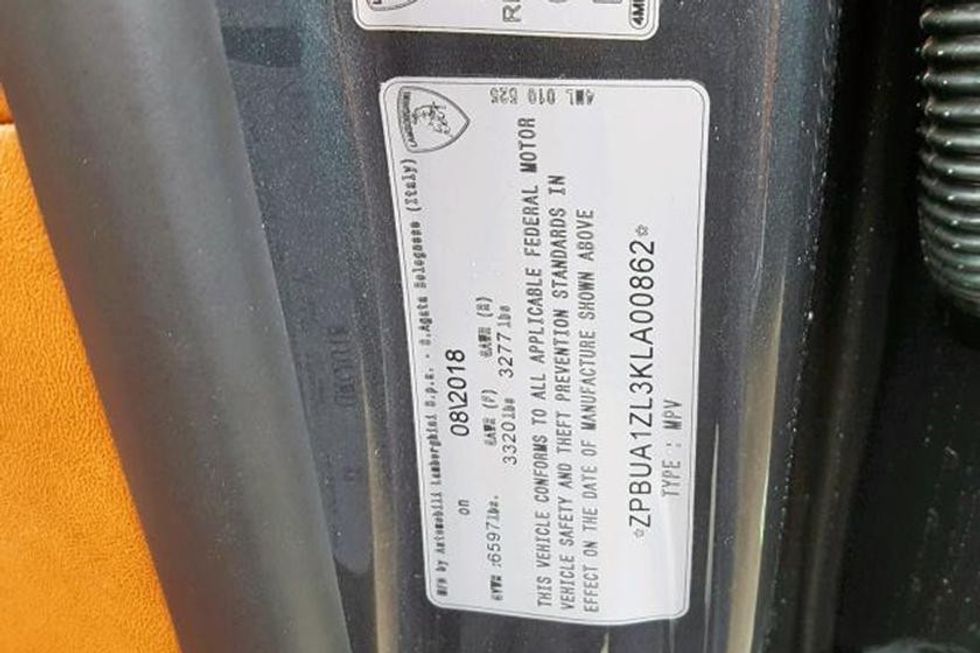 LAMBORGHINI
4ML 010 525
Mfd by Automobili Lamborghini S.p.A. - S.Agata Bolognese (Italy)
on 08\2018
GVWR :6597lbs. GAWR (F) 3320lbs GAWR (R) 3277lbs
THIS VEHICLE CONFORMS TO ALL APPLICABLE FEDERAL MOTOR
VEHICLE SAFETY AND THEFT PREVENTION STANDARDS IN
EFFECT ON THE DATE OF MANUFACTURE SHOWN ABOVE
☆ZPBUA1ZL3KLA00862☆
TYPE : MPV